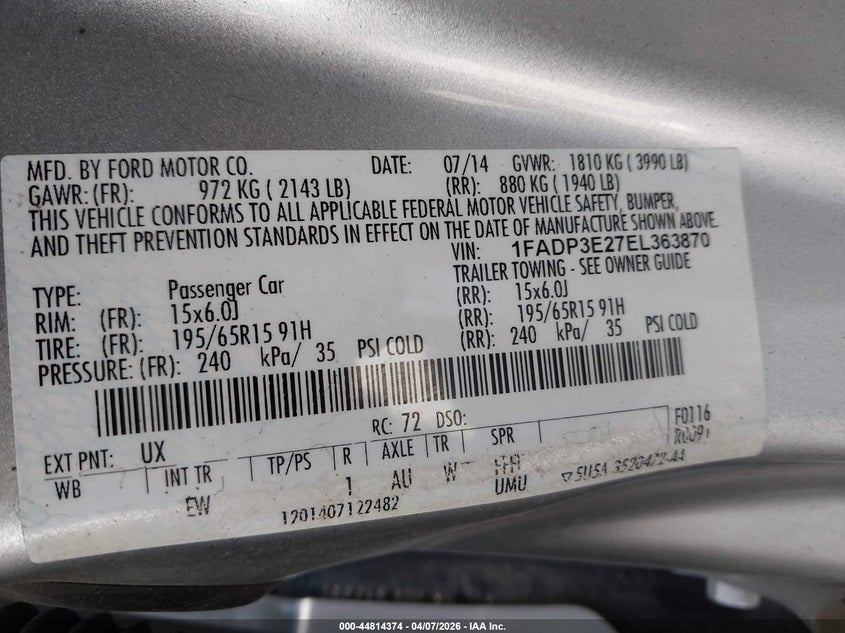 MFD. BY FORD MOTOR CO. DATE: 07/14 GVWR: 1810 KG ( 3990 LB)
GAWR: (FR): 972 KG ( 2143 LB) (RR): 880 KG ( 1940 LB)
THIS VEHICLE CONFORMS TO ALL APPLICABLE FEDERAL MOTOR VEHICLE SAFETY, BUMPER,
AND THEFT PREVENTION STANDARDS IN EFFECT ON THE DATE OF MANUFACTURE SHOWN ABOVE.
VIN: 1FADP3E27EL363870
TRAILER TOWING - SEE OWNER GUIDE
TYPE: Passenger Car
RIM: (FR): 15x6.0J (RR): 15x6.0J
TIRE: (FR): 195/65R15 91H (RR): 195/65R15 91H
PRESSURE: (FR): 240 kPa/ 35 PSI COLD (RR): 240 kPa/ 35 PSI COLD
RC: 72 DSO: F0116
EXT PNT: UX R0091
WB INT TR TP/PS R AXLE TR SPR
EW 1 AU W
UMU
1201407122482
▽5U5A 3520472-AA
000-44814374 - 04/07/2026 - IAA Inc.